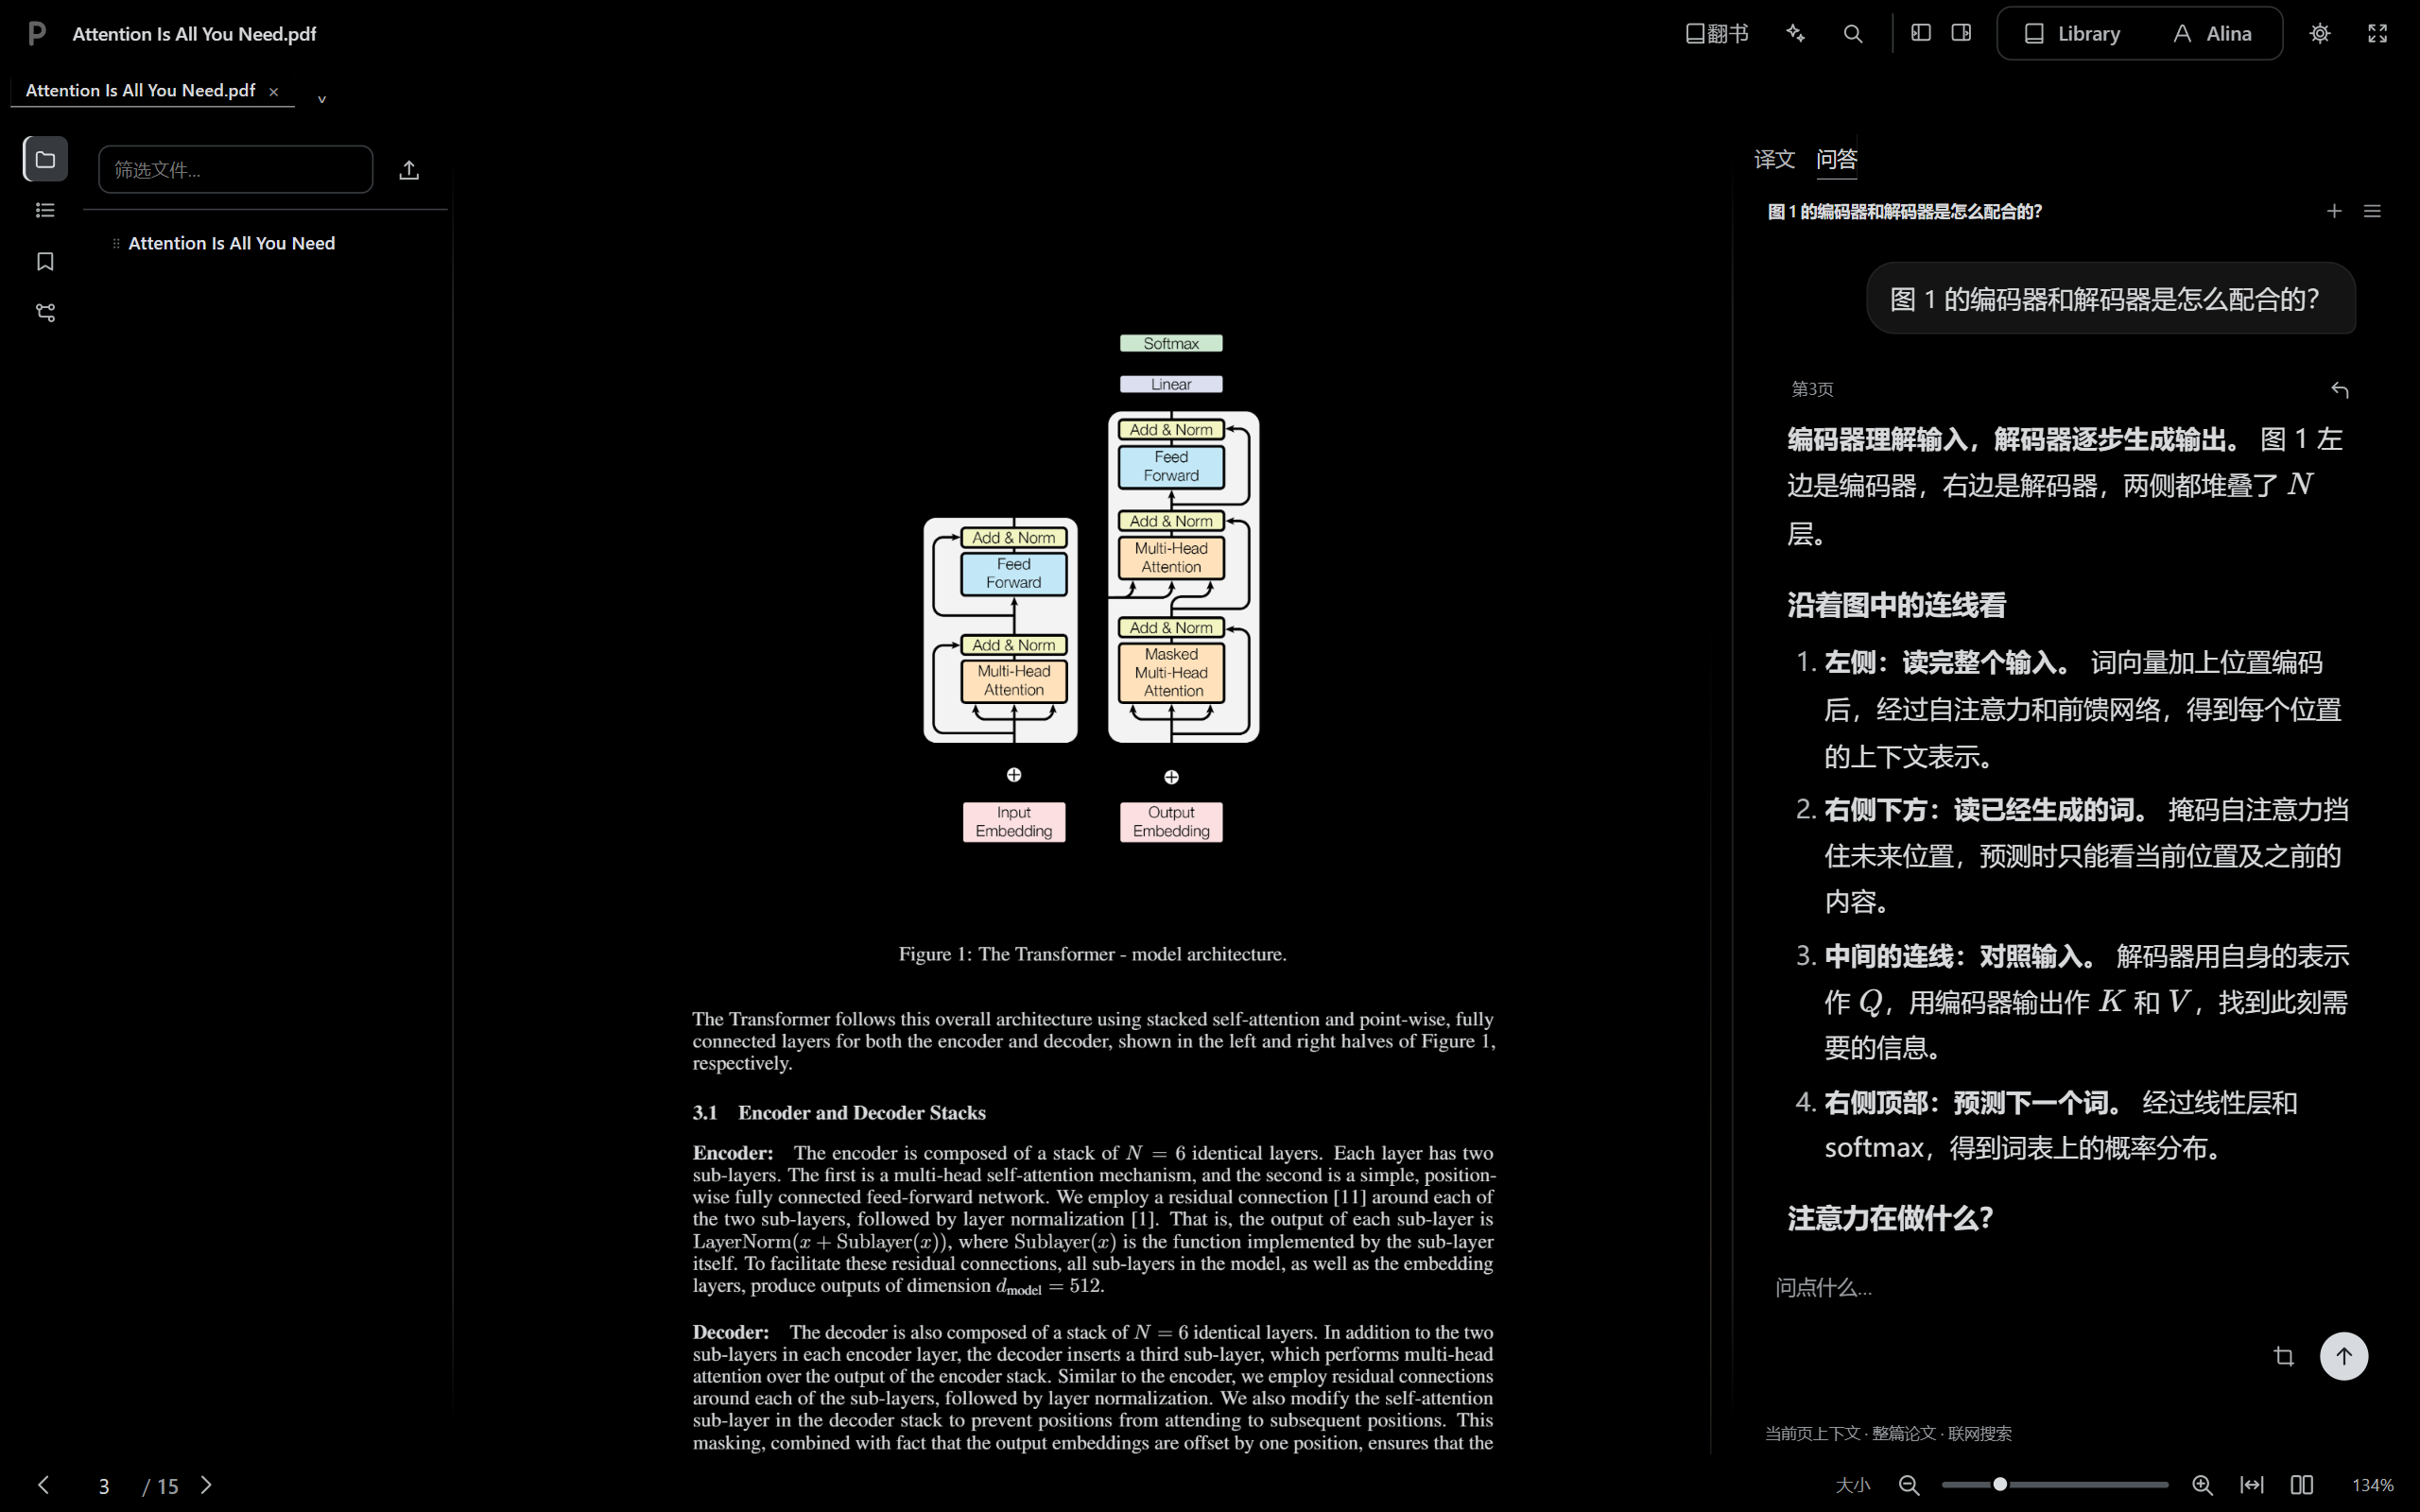 P
Attention Is All You Need.pdf
翻书
Library
Alina
Attention Is All You Need.pdf ×
筛选文件...
Attention Is All You Need
Softmax
Linear
Add & Norm
Feed
Forward
Add & Norm
Multi-Head
Attention
Add & Norm
Masked
Multi-Head
Attention
Add & Norm
Feed
Forward
Add & Norm
Multi-Head
Attention
Input
Embedding
Output
Embedding
Figure 1: The Transformer - model architecture.
The Transformer follows this overall architecture using stacked self-attention and point-wise, fully
connected layers for both the encoder and decoder, shown in the left and right halves of Figure 1,
respectively.
3.1 Encoder and Decoder Stacks
Encoder: The encoder is composed of a stack of N = 6 identical layers. Each layer has two
sub-layers. The first is a multi-head self-attention mechanism, and the second is a simple, position-
wise fully connected feed-forward network. We employ a residual connection [11] around each of
the two sub-layers, followed by layer normalization [1]. That is, the output of each sub-layer is
LayerNorm(x + Sublayer(x)), where Sublayer(x) is the function implemented by the sub-layer
itself. To facilitate these residual connections, all sub-layers in the model, as well as the embedding
layers, produce outputs of dimension d_model = 512.
Decoder: The decoder is also composed of a stack of N = 6 identical layers. In addition to the two
sub-layers in each encoder layer, the decoder inserts a third sub-layer, which performs multi-head
attention over the output of the encoder stack. Similar to the encoder, we employ residual connections
around each of the sub-layers, followed by layer normalization. We also modify the self-attention
sub-layer in the decoder stack to prevent positions from attending to subsequent positions. This
masking, combined with fact that the output embeddings are offset by one position, ensures that the
译文 问答
图 1 的编码器和解码器是怎么配合的?
图 1 的编码器和解码器是怎么配合的?
第3页
编码器理解输入，解码器逐步生成输出。 图 1 左
边是编码器，右边是解码器，两侧都堆叠了 N
层。
沿着图中的连线看
1. 左侧：读完整个输入。 词向量加上位置编码
后，经过自注意力和前馈网络，得到每个位置
的上下文表示。
2. 右侧下方：读已经生成的词。 掩码自注意力挡
住未来位置，预测时只能看当前位置及之前的
内容。
3. 中间的连线：对照输入。 解码器用自身的表示
作 Q，用编码器输出作 K 和 V，找到此刻需
要的信息。
4. 右侧顶部：预测下一个词。 经过线性层和
softmax，得到词表上的概率分布。
注意力在做什么?
问点什么...
当前页上下文 · 整篇论文 · 联网搜索
3 / 15
大小
134%